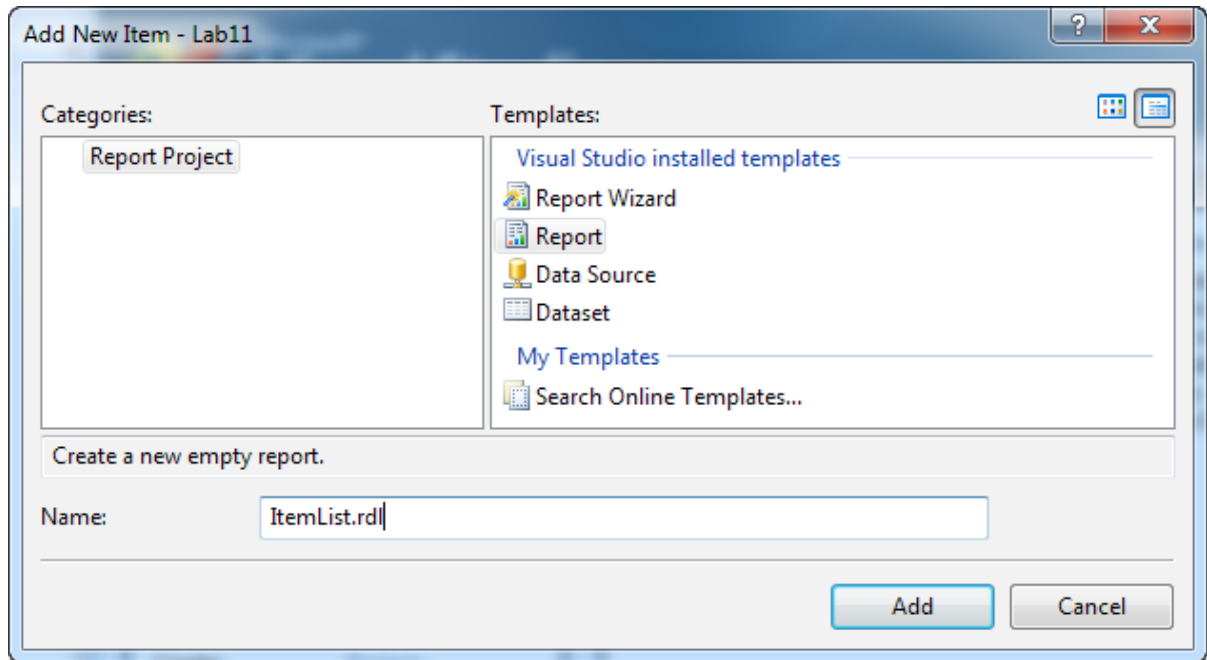 Add New Item - Lab11
Categories:
Report Project
Templates:
Visual Studio installed templates
Report Wizard
Report
Data Source
Dataset
My Templates
Search Online Templates...
Create a new empty report.
Name:
ItemList.rdl
Add
Cancel